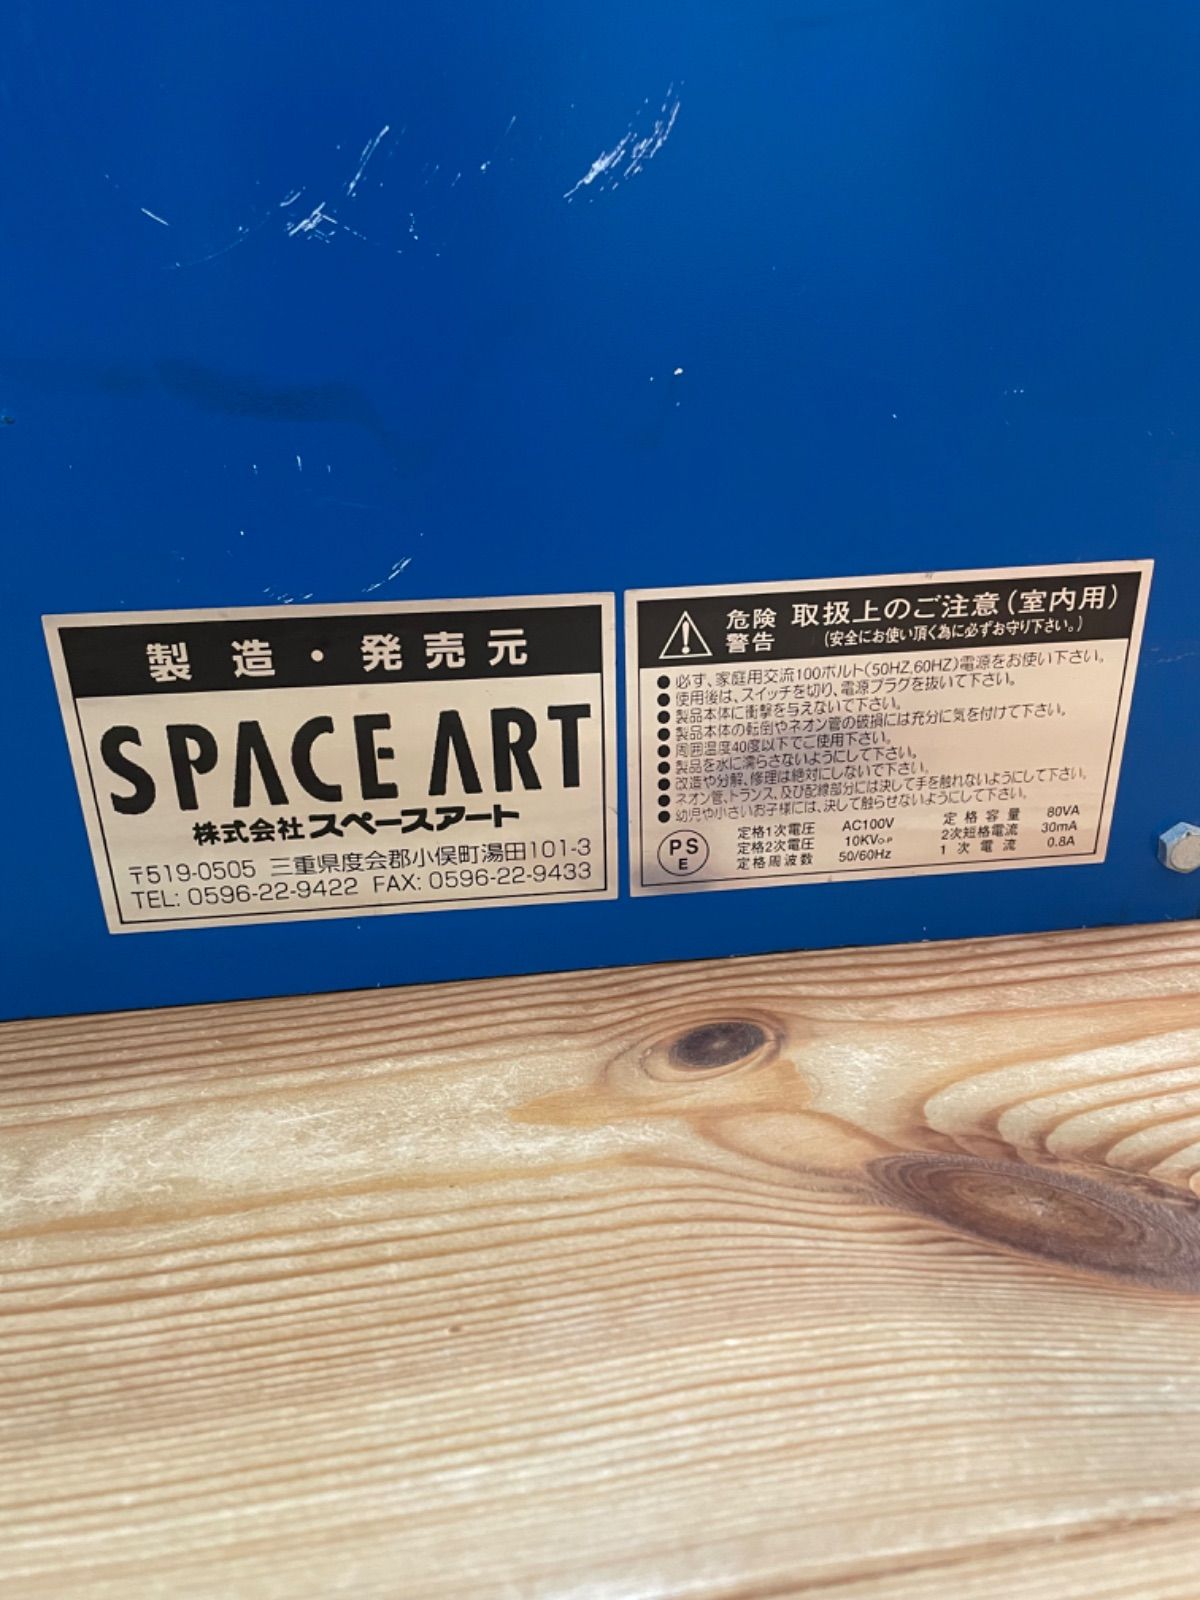 製造・発売元
SPACE ART
株式会社スペースアート
〒519-0505 三重県度会郡小俣町湯田101-3
TEL: 0596-22-9422 FAX: 0596-22-9433
危険
警告
取扱上のご注意(室内用)
(安全にお使い頂く為に必ずお守り下さい。)
●必ず、家庭用交流100ボルト(50HZ,60HZ)電源をお使い下さい。
●使用後は、スイッチを切り、電源プラグを抜いて下さい。
●製品本体に衝撃を与えないで下さい。
●製品本体の転倒やネオン管の破損には充分に気を付けて下さい。
●周囲温度40度以下でご使用下さい。
●製品を水に濡らさないようにして下さい。
●改造や分解、修理は絶対にしないで下さい。
●ネオン管、トランス、及び配線部分には決して手を触れないようにして下さい。
●幼児や小さいお子様には、決して触らせないようにして下さい。
PS
E
定格1次電圧 AC100V 定格容量 80VA
定格2次電圧 10KVO-P 2次短格電流 30mA
定格周波数 50/60Hz 1次電流 0.8A